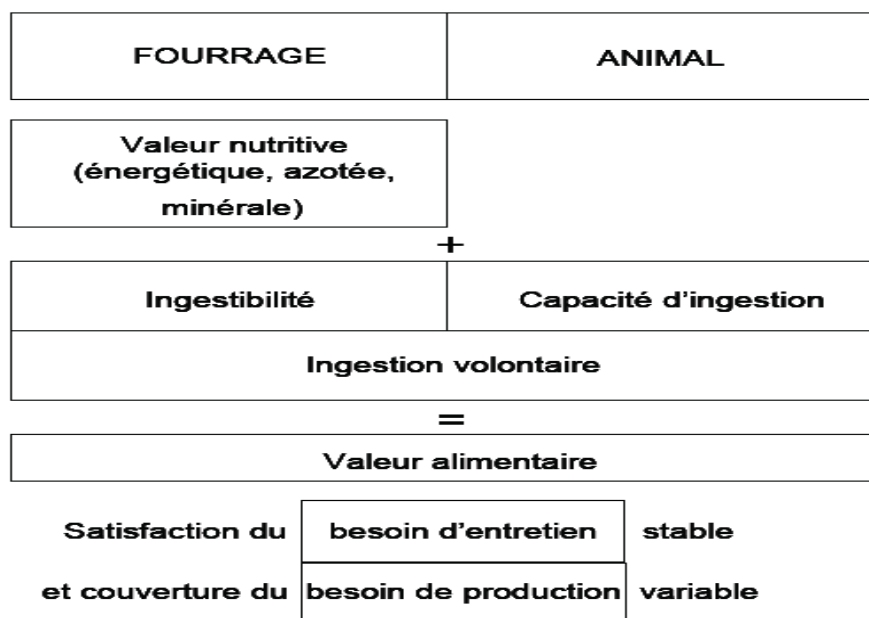 FOURRAGE ANIMAL
Valeur nutritive
(énergétique, azotée,
minérale)
+
Ingestibilité Capacité d'ingestion
Ingestion volontaire
=
Valeur alimentaire
Satisfaction du besoin d'entretien stable
et couverture du besoin de production variable